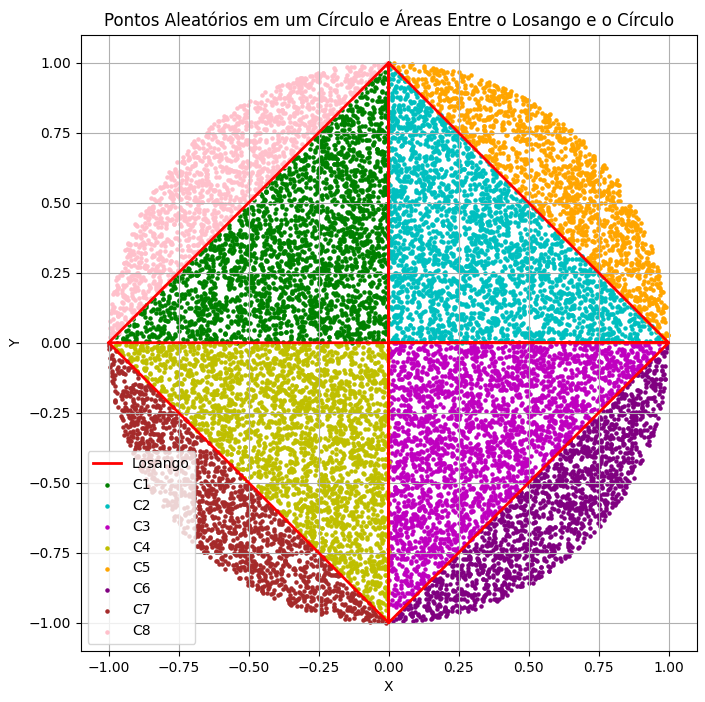 Pontos Aleatórios em um Círculo e Áreas Entre o Losango e o Círculo
1.00
0.75
0.50
0.25
0.00
−0.25
−0.50
−0.75
−1.00
Y
Losango
C1
C2
C3
C4
C5
C6
C7
C8
−1.00 −0.75 −0.50 −0.25 0.00 0.25 0.50 0.75 1.00
X